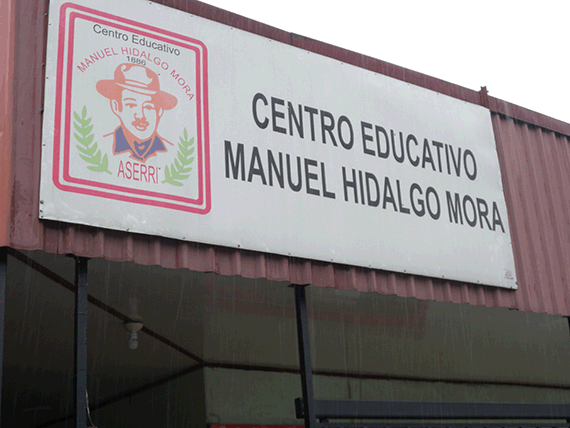 Centro Educativo
MANUEL HIDALGO MORA
1886
ASERRÍ
CENTRO EDUCATIVO
MANUEL HIDALGO MORA